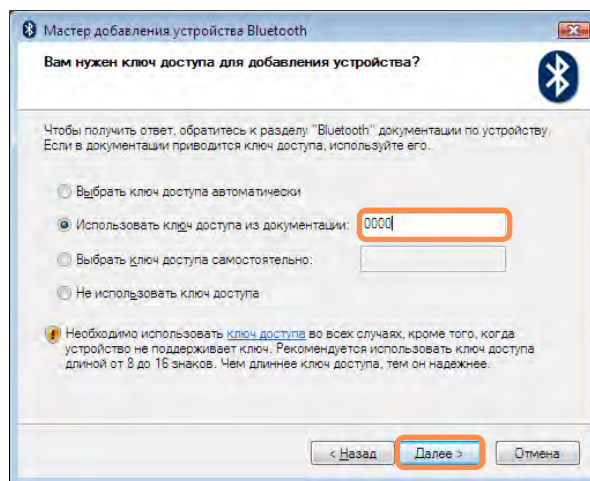 Мастер добавления устройства Bluetooth
Вам нужен ключ доступа для добавления устройства?
Чтобы получить ответ, обратитесь к разделу "Bluetooth" документации по устройству.
Если в документации приводится ключ доступа, используйте его.
Выбрать ключ доступа автоматически
Использовать ключ доступа из документации: 0000
Выбрать ключ доступа самостоятельно:
Не использовать ключ доступа
Необходимо использовать ключ доступа во всех случаях, кроме того, когда
устройство не поддерживает ключ. Рекомендуется использовать ключ доступа
длиной от 8 до 16 знаков. Чем длиннее ключ доступа, тем он надежнее.
< Назад Далее > Отмена